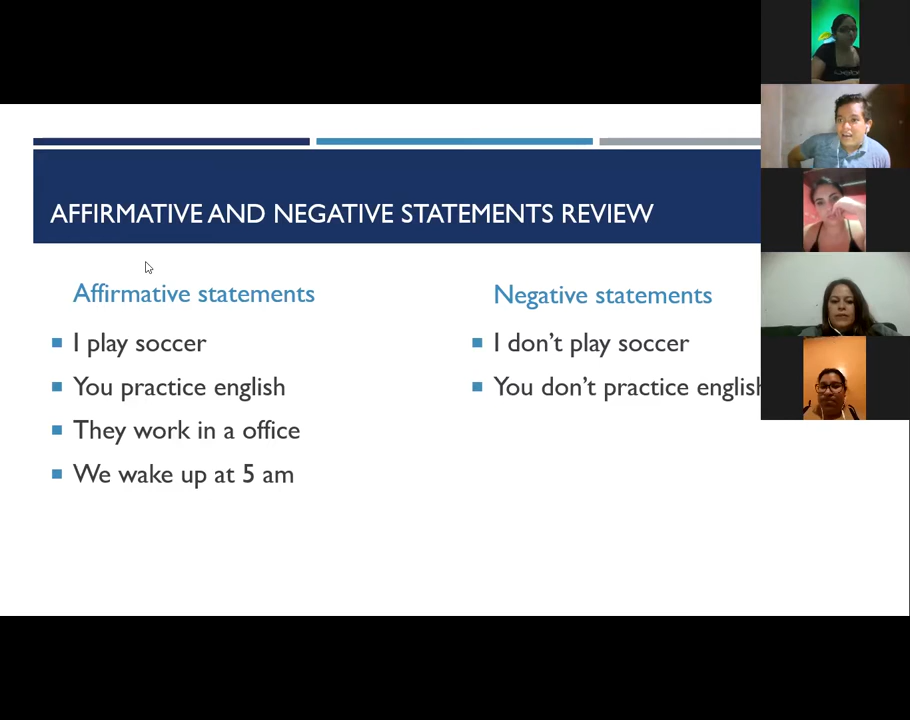 AFFIRMATIVE AND NEGATIVE STATEMENTS REVIEW
Affirmative statements
I play soccer
You practice english
They work in a office
We wake up at 5 am
Negative statements
I don't play soccer
You don't practice english